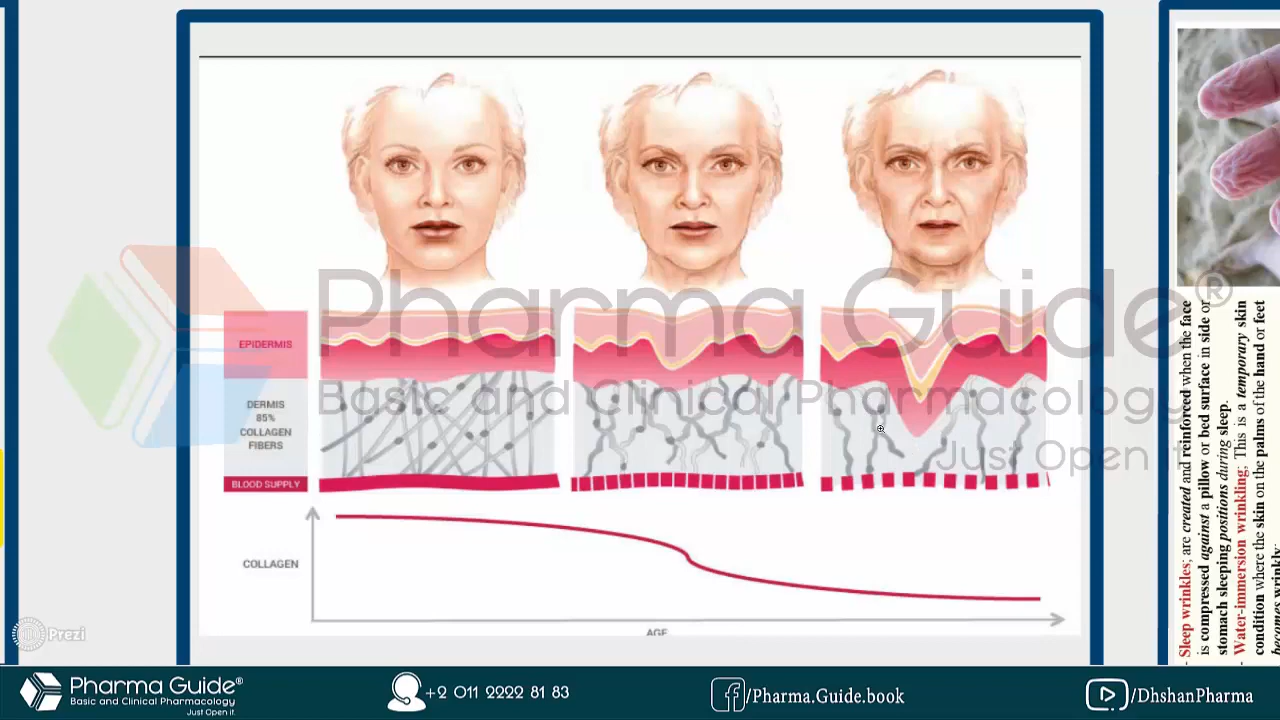 EPIDERMIS
DERMIS
85%
COLLAGEN
FIBERS
BLOOD SUPPLY
COLLAGEN
AGE
Pharma Guide®
Basic and Clinical Pharmacology
Just Open it
- Sleep wrinkles; are created and reinforced when the face
is compressed against a pillow or bed surface in side or
stomach sleeping positions during sleep.
- Water-immersion wrinkling; This is a temporary skin
condition where the skin on the palms of the hand or feet
becomes wrinkly
Prezi
Pharma Guide®
Basic and Clinical Pharmacology
Just Open it.
+2 011 2222 81 83
/Pharma.Guide.book
/DhshanPharma